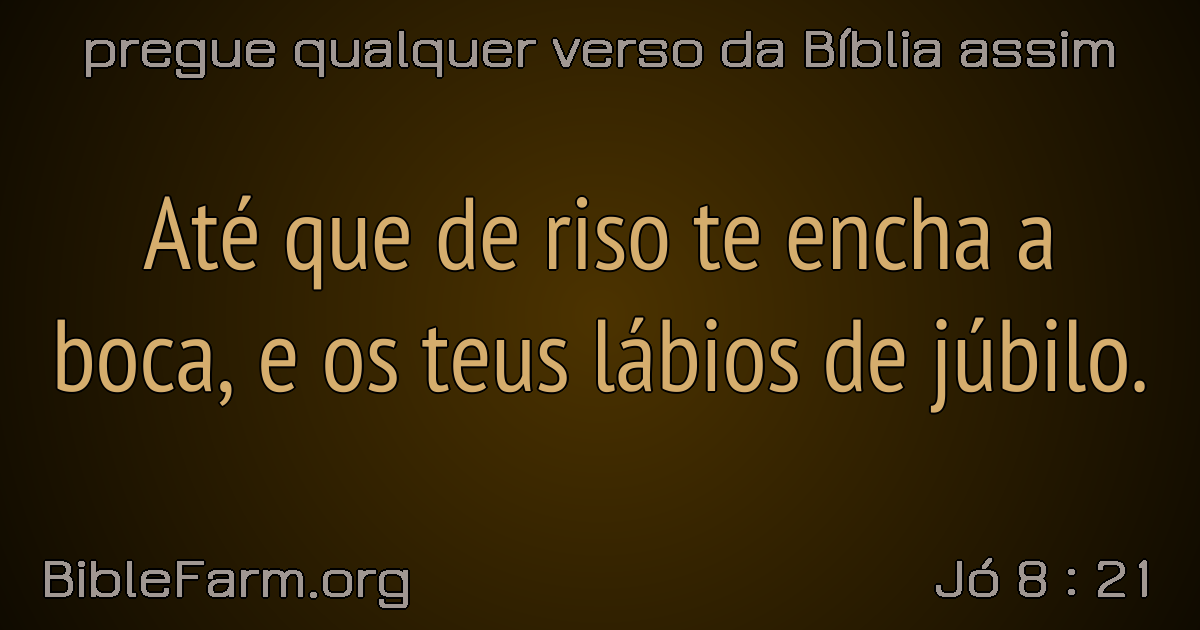 pregue qualquer verso da Bíblia assim
Até que de riso te encha a
boca, e os teus lábios de júbilo.
BibleFarm.org
Jó 8 : 21